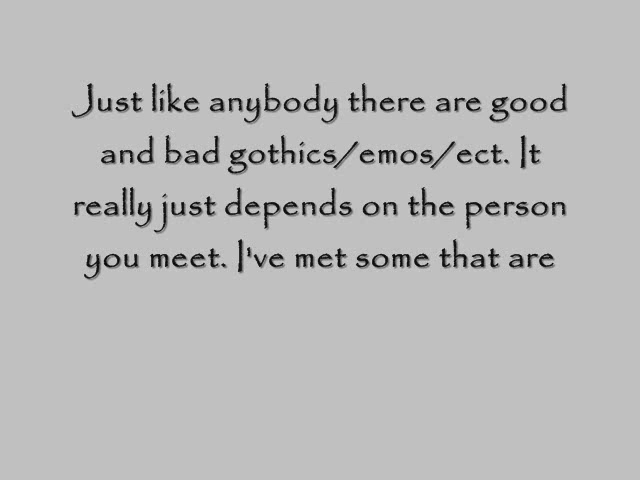 Just like anybody there are good
and bad gothics/emos/ect. It
really just depends on the person
you meet. I've met some that are